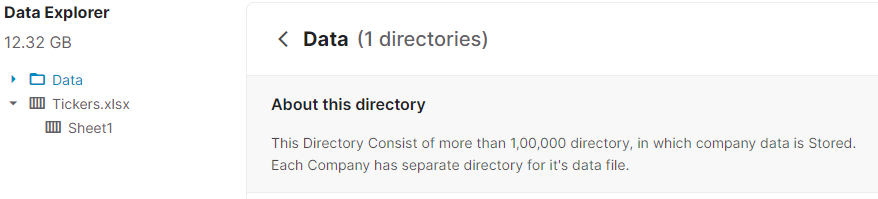 Data Explorer
12.32 GB
Data
Tickers.xlsx
Sheet1
Data (1 directories)
About this directory
This Directory Consist of more than 1,00,000 directory, in which company data is Stored.
Each Company has separate directory for it's data file.